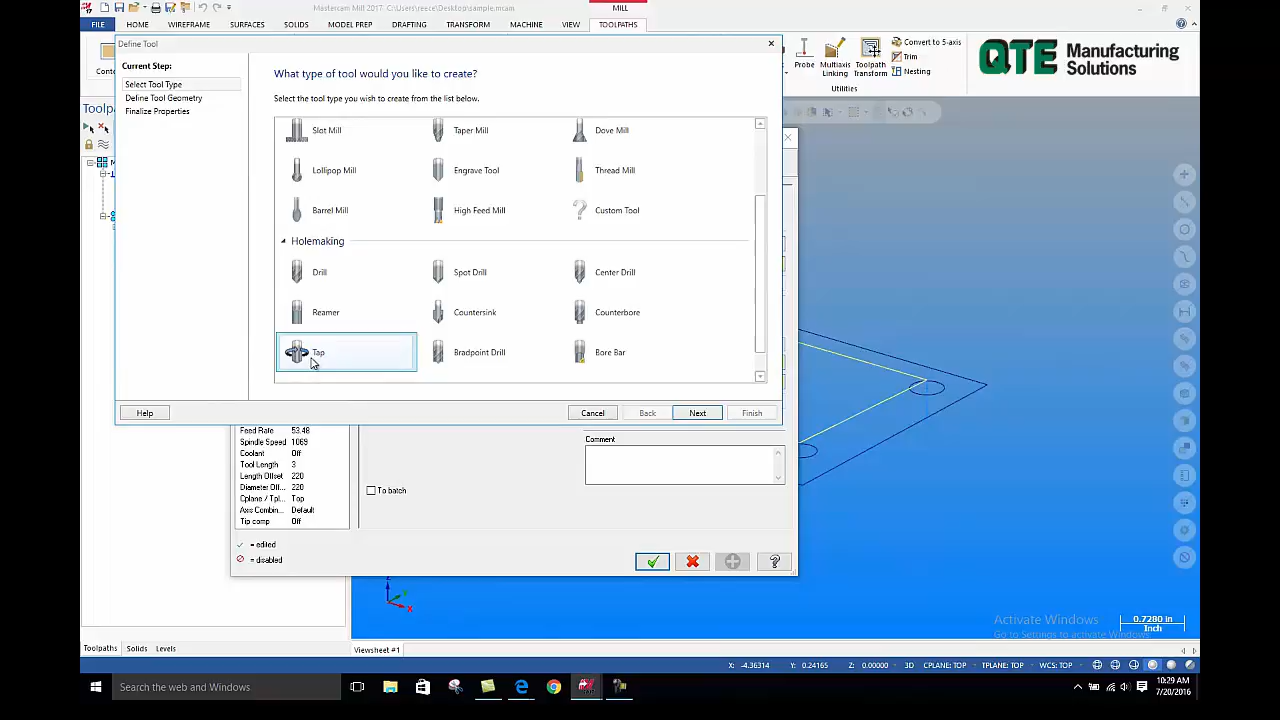 Mastercam Mill 2017 C:\Users\reece\Desktop\sample.mcam
MILL
FILE HOME WIREFRAME SURFACES SOLIDS MODEL PREP DRAFTING TRANSFORM MACHINE VIEW TOOLPATHS
Define Tool
Current Step:
Select Tool Type
Define Tool Geometry
Finalize Properties
What type of tool would you like to create?
Select the tool type you wish to create from the list below.
Slot Mill Taper Mill Dove Mill
Lollipop Mill Engrave Tool Thread Mill
Barrel Mill High Feed Mill Custom Tool
Holemaking
Drill Spot Drill Center Drill
Reamer Countersink Counterbore
Tap Bradpoint Drill Bore Bar
Help Cancel Back Next Finish
Probe
Multiaxis
Linking
Toolpath
Transform
Convert to 5-axis
Trim
Nesting
Utilities
QTE Manufacturing
Solutions
Feed Rate 53.48
Spindle Speed 1069
Coolant Off
Tool Length 3
Length Offset 220
Diameter Off... 220
Cplane / Tpl... Top
Axis Combin... Default
Tip comp Off
Comment
To batch
= edited
= disabled
X
Activate Windows
Go to Settings to activate Windows.
0.7280 in
Inch
Toolpaths Solids Levels
Viewsheet #1
X: -4.36314 Y: 0.24165 Z: 0.00000 3D CPLANE: TOP TPLANE: TOP WCS: TOP
Search the web and Windows
10:29 AM
7/20/2016